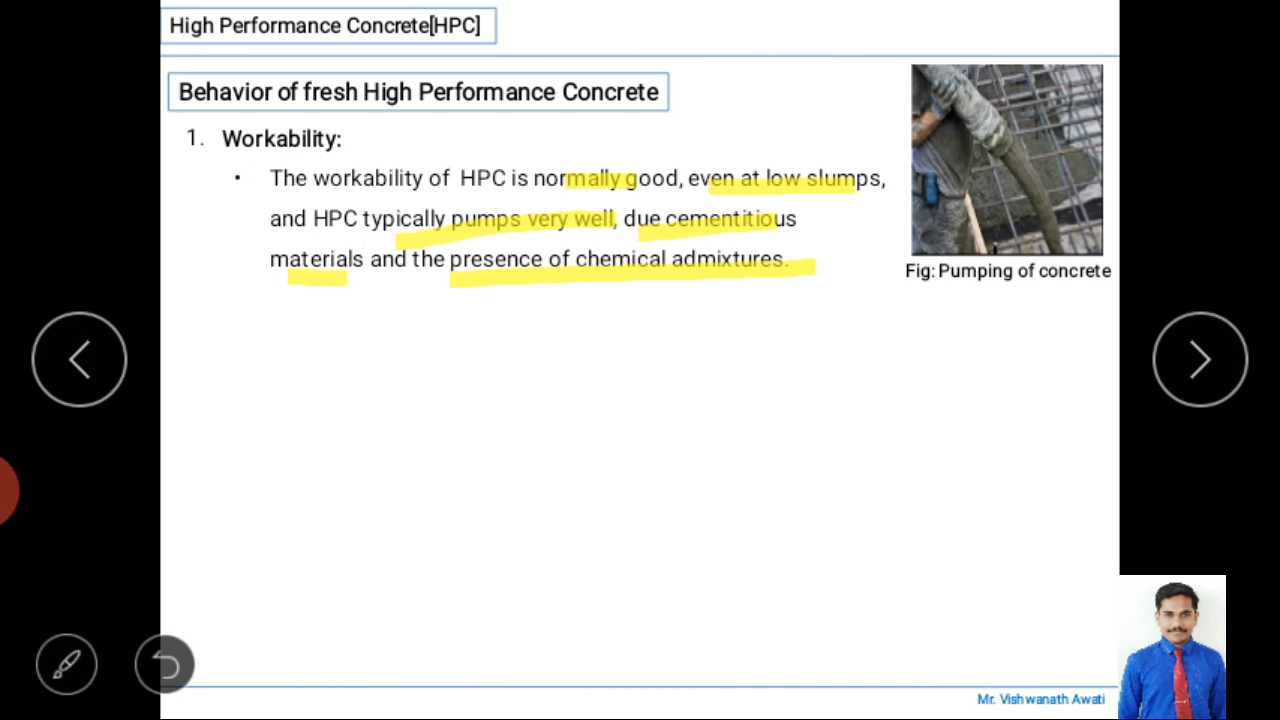 High Performance Concrete[HPC]
Behavior of fresh High Performance Concrete
1. Workability:
• The workability of HPC is normally good, even at low slumps,
and HPC typically pumps very well, due cementitious
materials and the presence of chemical admixtures.
Fig: Pumping of concrete
Mr. Vishwanath Awati